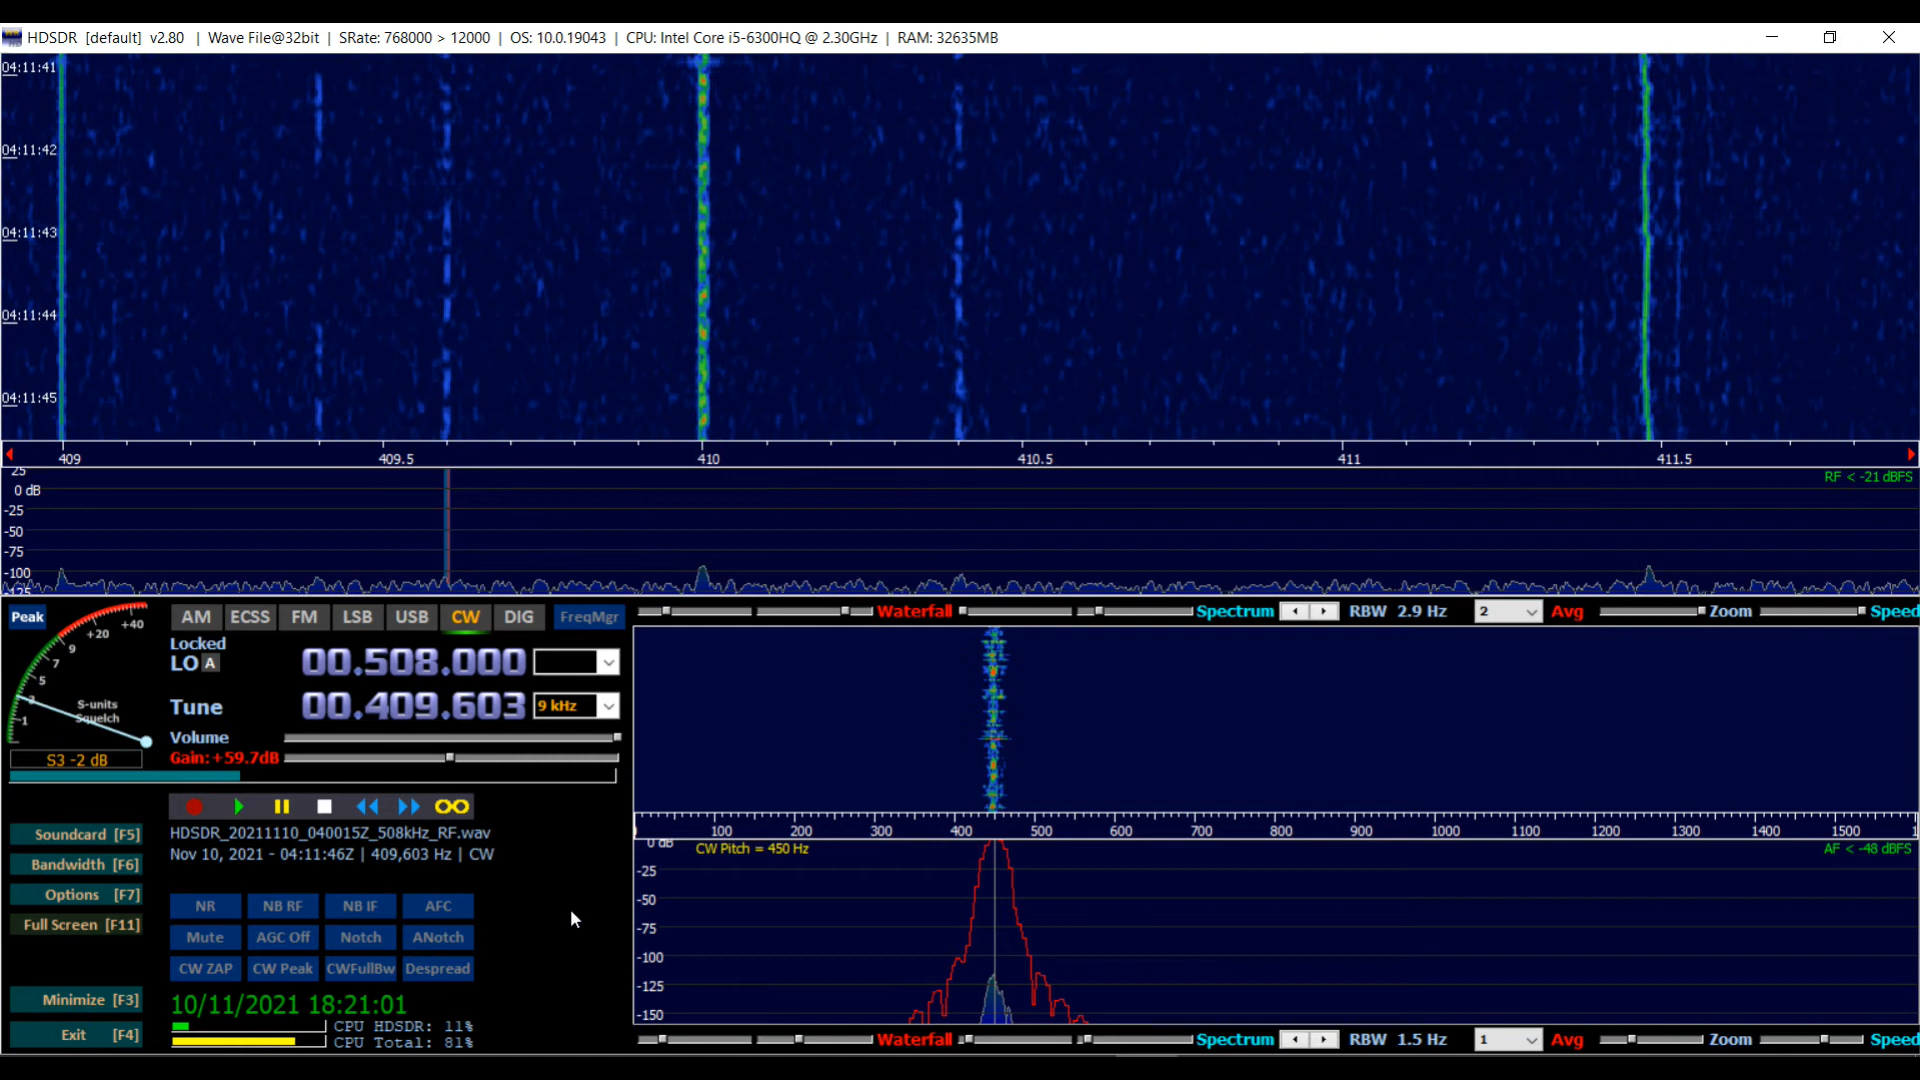 HDSDR [default] v2.80 | Wave File@32bit | SRate: 768000 > 12000 | OS: 10.0.19043 | CPU: Intel Core i5-6300HQ @ 2.30GHz | RAM: 32635MB
04:11:41
04:11:42
04:11:43
04:11:44
04:11:45
409 409.5 410 410.5 411 411.5
25 RF < -21 dBFS
0 dB
-25
-50
-75
-100
-125
Peak AM ECSS FM LSB USB CW DIG FreqMgr Waterfall Spectrum RBW 2.9 Hz 2 Avg Zoom Speed
1 3 5 7 9 +20 +40
S-units
Squelch
S3 -2 dB
Locked
LO A 00.508.000
Tune 00.409.603 9 kHz
Volume
Gain: +59.7dB
HDSDR_20211110_040015Z_508kHz_RF.wav
Nov 10, 2021 - 04:11:46Z | 409,603 Hz | CW
Soundcard [F5]
Bandwidth [F6]
Options [F7]
Full Screen [F11]
Minimize [F3]
Exit [F4]
NR NB RF NB IF AFC
Mute AGC Off Notch ANotch
CW ZAP CW Peak CWFullBw Despread
10/11/2021 18:21:01
CPU HDSDR: 11%
CPU Total: 81%
100 200 300 400 500 600 700 800 900 1000 1100 1200 1300 1400 1500
0 dB CW Pitch = 450 Hz AF < -48 dBFS
-25
-50
-75
-100
-125
-150
Waterfall Spectrum RBW 1.5 Hz 1 Avg Zoom Speed